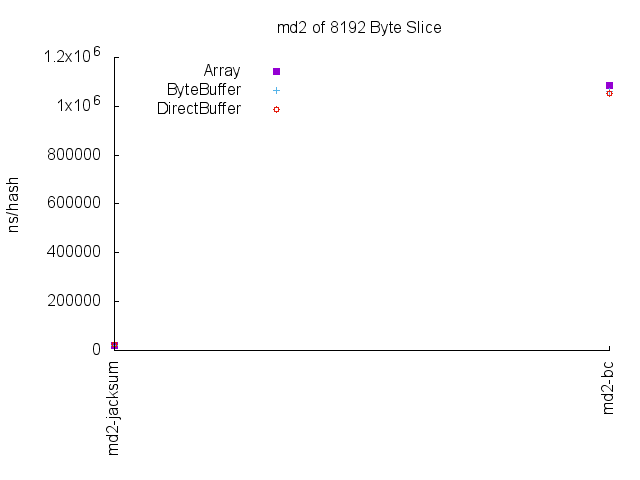 md2 of 8192 Byte Slice
1.2x10^6
1x10^6
800000
600000
400000
200000
0
ns/hash
Array
ByteBuffer
DirectBuffer
md2-jacksum
md2-bc